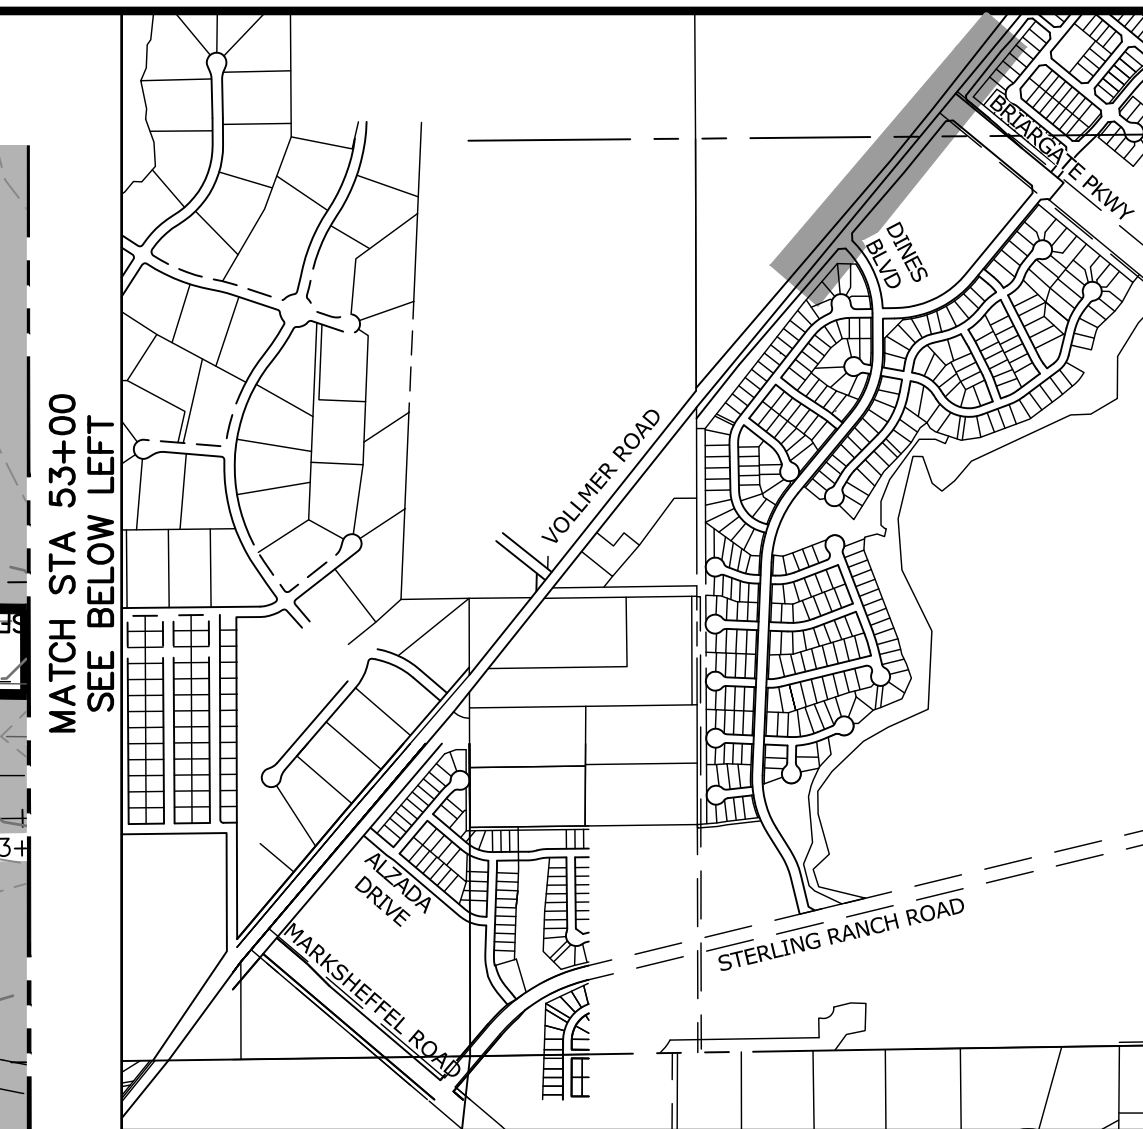 MATCH STA 53+00
SEE BELOW LEFT
BRIARGATE PKWY
DINES
BLVD
VOLLMER ROAD
ALZADA
DRIVE
MARKSHEFFEL ROAD
STERLING RANCH ROAD
3+